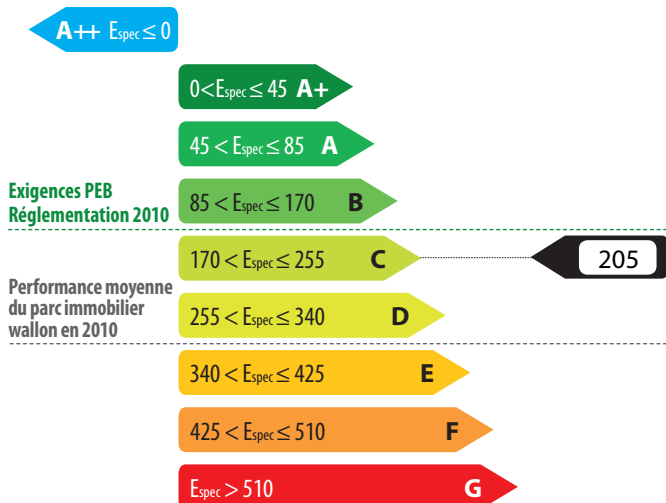 A++ Espec ≤ 0
0<Espec ≤ 45 A+
45 < Espec ≤ 85 A
Exigences PEB
Réglementation 2010
85 < Espec ≤ 170 B
170 < Espec ≤ 255 C
205
Performance moyenne
du parc immobilier
wallon en 2010
255 < Espec ≤ 340 D
340 < Espec ≤ 425 E
425 < Espec ≤ 510 F
Espec > 510 G